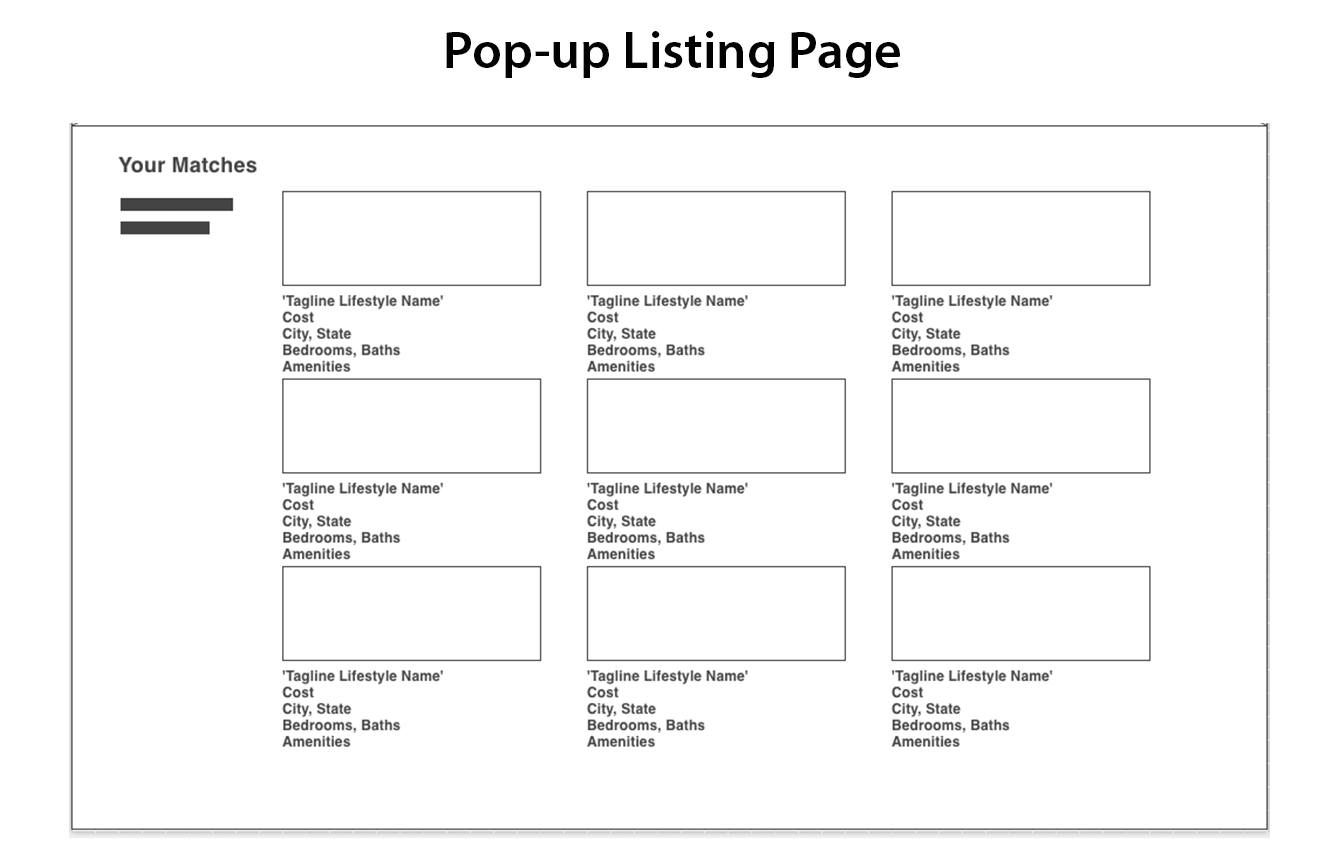 Pop-up Listing Page
Your Matches
'Tagline Lifestyle Name'
Cost
City, State
Bedrooms, Baths
Amenities
'Tagline Lifestyle Name'
Cost
City, State
Bedrooms, Baths
Amenities
'Tagline Lifestyle Name'
Cost
City, State
Bedrooms, Baths
Amenities
'Tagline Lifestyle Name'
Cost
City, State
Bedrooms, Baths
Amenities
'Tagline Lifestyle Name'
Cost
City, State
Bedrooms, Baths
Amenities
'Tagline Lifestyle Name'
Cost
City, State
Bedrooms, Baths
Amenities
'Tagline Lifestyle Name'
Cost
City, State
Bedrooms, Baths
Amenities
'Tagline Lifestyle Name'
Cost
City, State
Bedrooms, Baths
Amenities
'Tagline Lifestyle Name'
Cost
City, State
Bedrooms, Baths
Amenities